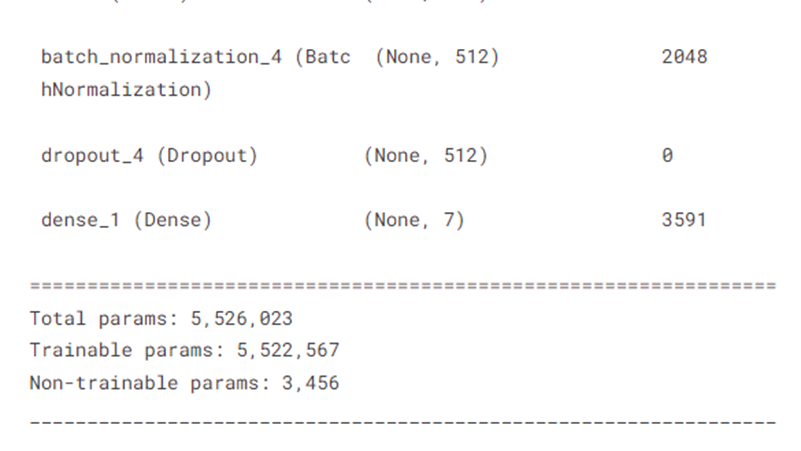 batch_normalization_4 (Batc (None, 512) 2048
hNormalization)
dropout_4 (Dropout) (None, 512) 0
dense_1 (Dense) (None, 7) 3591
=================================================================
Total params: 5,526,023
Trainable params: 5,522,567
Non-trainable params: 3,456
_________________________________________________________________